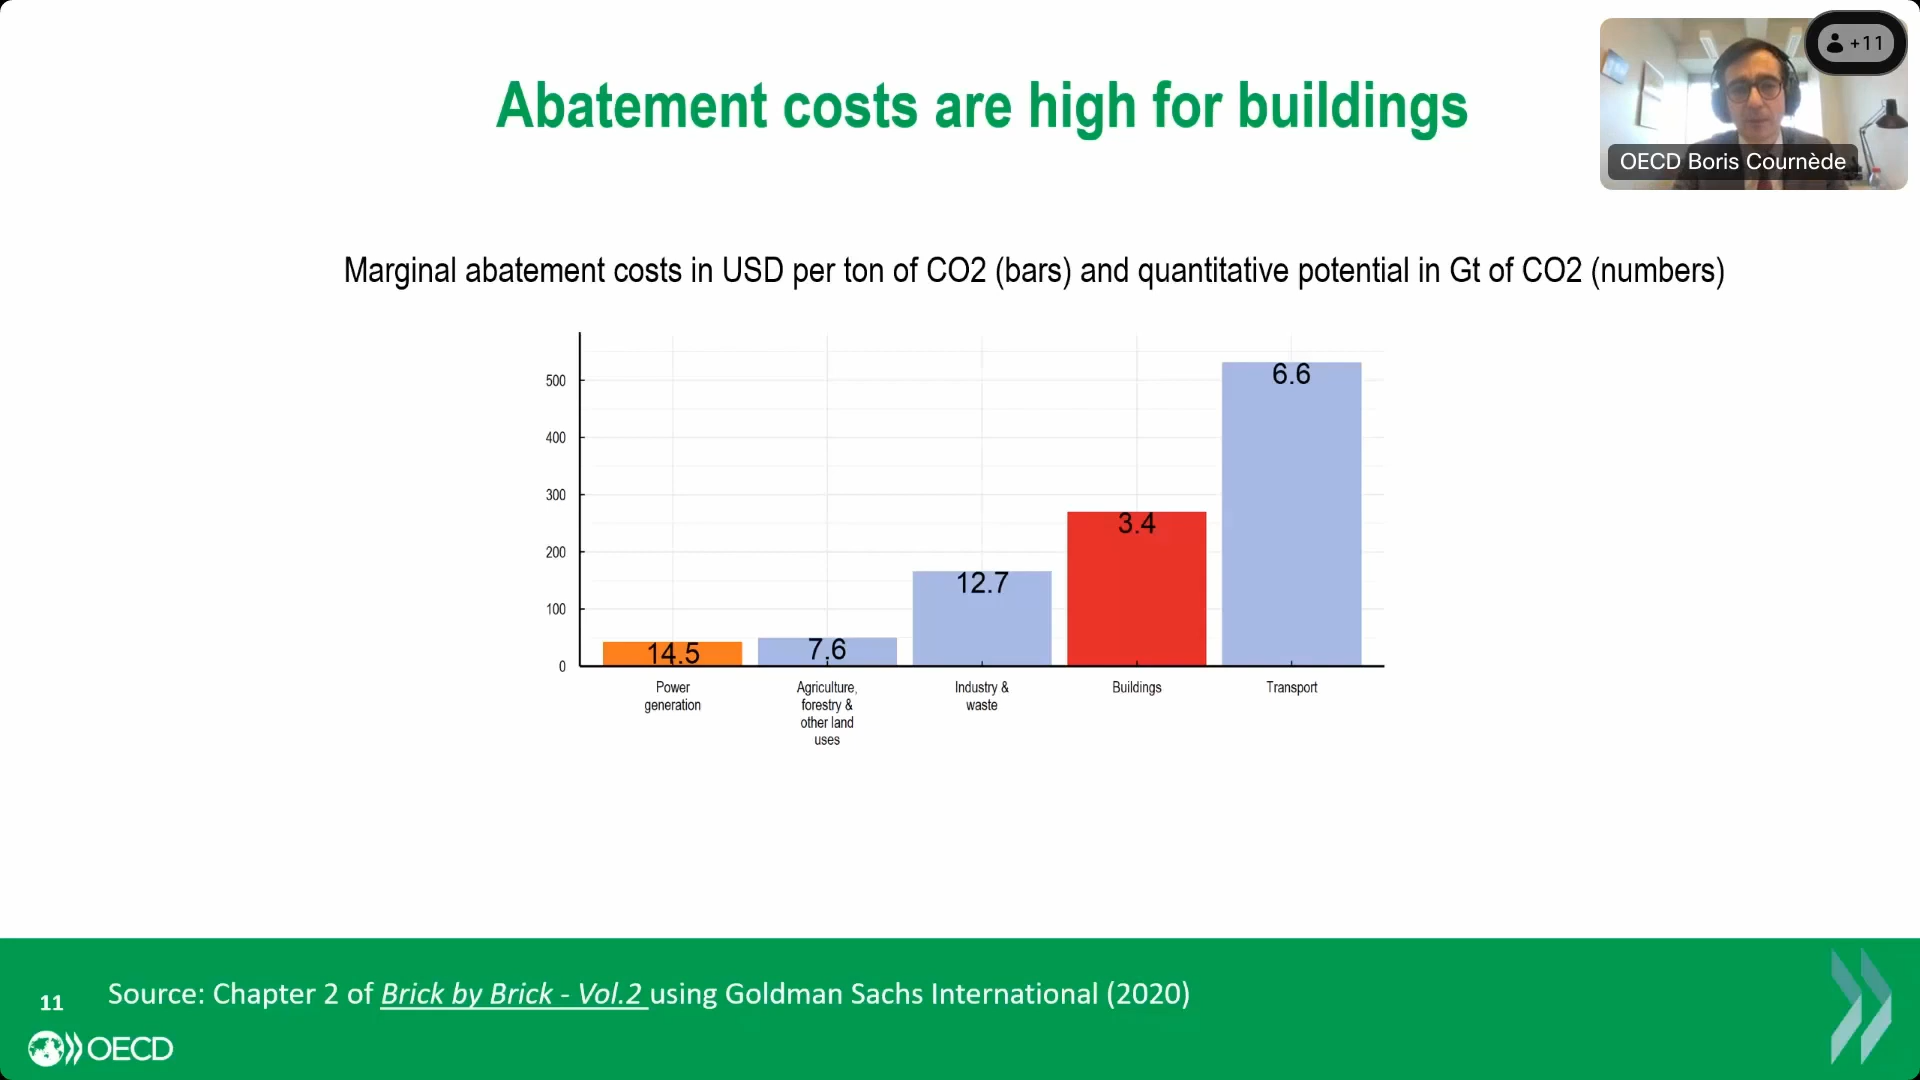 Abatement costs are high for buildings
+11
OECD Boris Cournède
Marginal abatement costs in USD per ton of CO2 (bars) and quantitative potential in Gt of CO2 (numbers)
500
400
300
200
100
0
14.5
7.6
12.7
3.4
6.6
Power
generation
Agriculture,
forestry &
other land
uses
Industry &
waste
Buildings
Transport
11
Source: Chapter 2 of Brick by Brick - Vol.2 using Goldman Sachs International (2020)
OECD